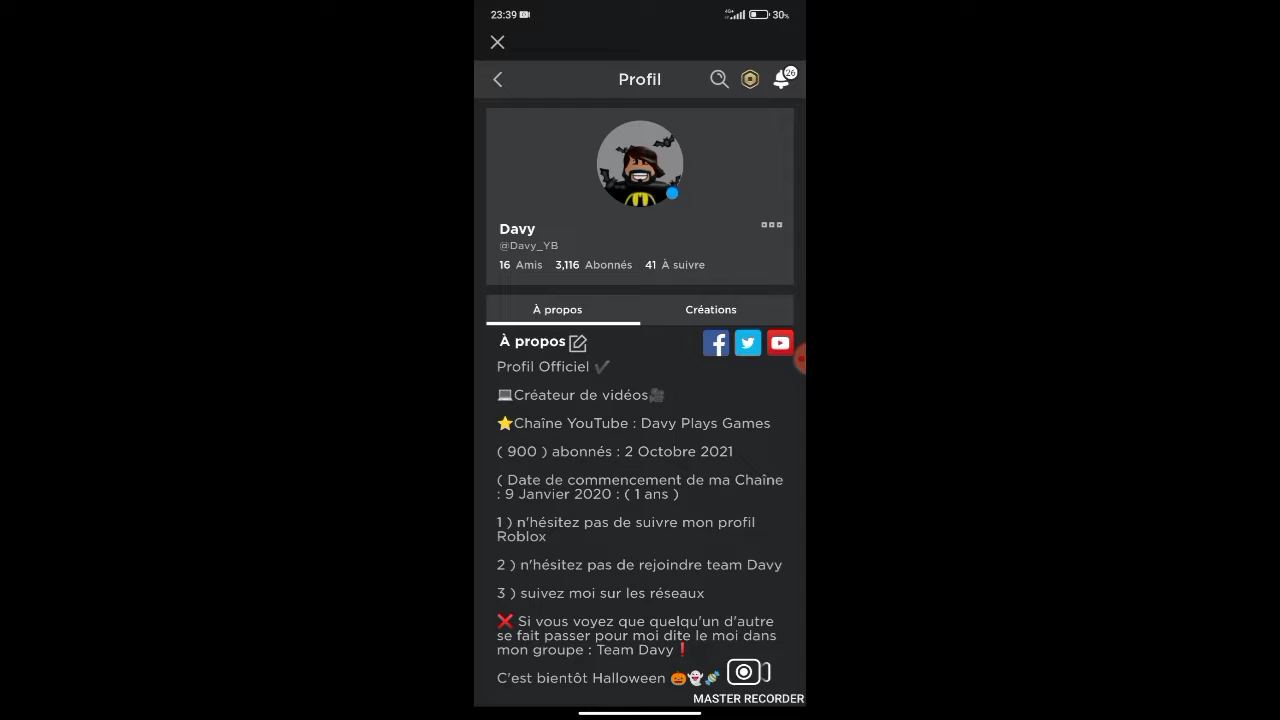 23:39
4G+
30%
Profil
26
Davy
@Davy_YB
16 Amis 3,116 Abonnés 41 À suivre
À propos
Créations
À propos
Profil Officiel ✔
💻Créateur de vidéos🎥
⭐Chaîne YouTube : Davy Plays Games
( 900 ) abonnés : 2 Octobre 2021
( Date de commencement de ma Chaîne
: 9 Janvier 2020 : ( 1 ans )
1 ) n'hésitez pas de suivre mon profil
Roblox
2 ) n'hésitez pas de rejoindre team Davy
3 ) suivez moi sur les réseaux
❌ Si vous voyez que quelqu'un d'autre
se fait passer pour moi dite le moi dans
mon groupe : Team Davy❗
C'est bientôt Halloween 🎃👻🍬
MASTER RECORDER